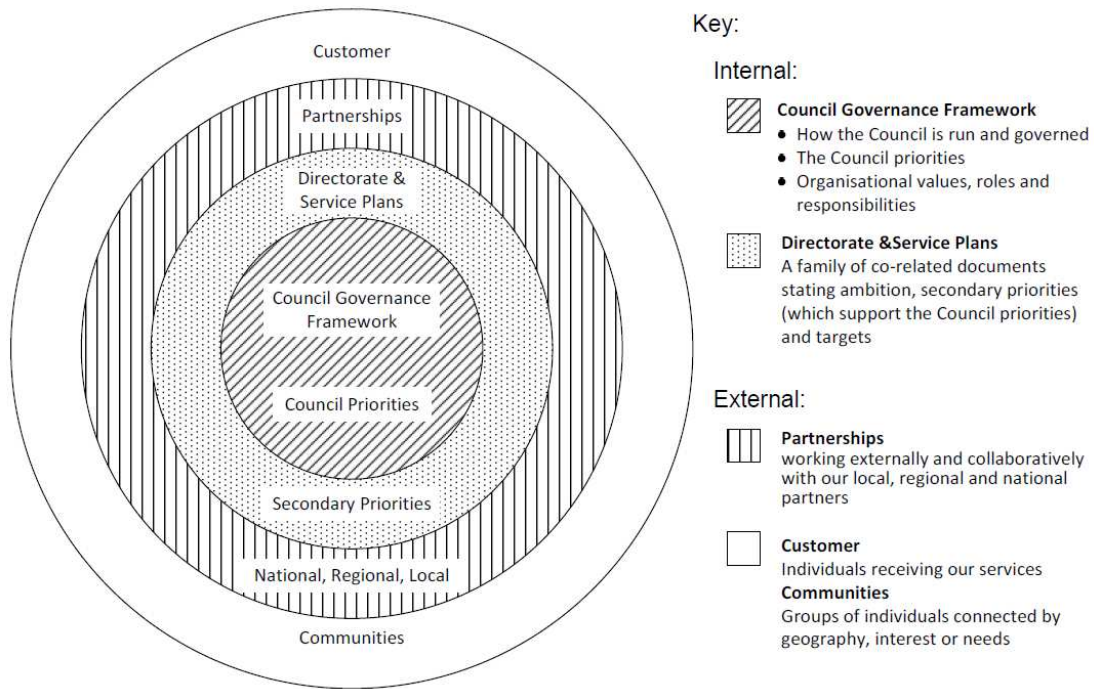 Customer
Partnerships
Directorate &
Service Plans
Council Governance
Framework
Council Priorities
Secondary Priorities
National, Regional, Local
Communities
Key:
Internal:
Council Governance Framework
• How the Council is run and governed
• The Council priorities
• Organisational values, roles and
responsibilities
Directorate &Service Plans
A family of co-related documents
stating ambition, secondary priorities
(which support the Council priorities)
and targets
External:
Partnerships
working externally and collaboratively
with our local, regional and national
partners
Customer
Individuals receiving our services
Communities
Groups of individuals connected by
geography, interest or needs